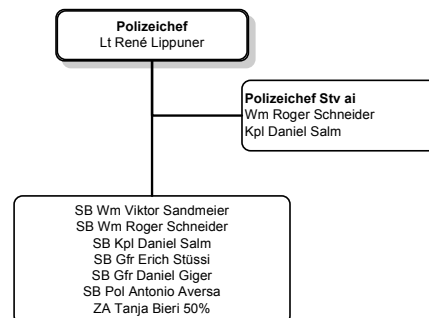 Polizeichef
Lt René Lippuner
Polizeichef Stv ai
Wm Roger Schneider
Kpl Daniel Salm
SB Wm Viktor Sandmeier
SB Wm Roger Schneider
SB Kpl Daniel Salm
SB Gfr Erich Stüssi
SB Gfr Daniel Giger
SB Pol Antonio Aversa
ZA Tanja Bieri 50%